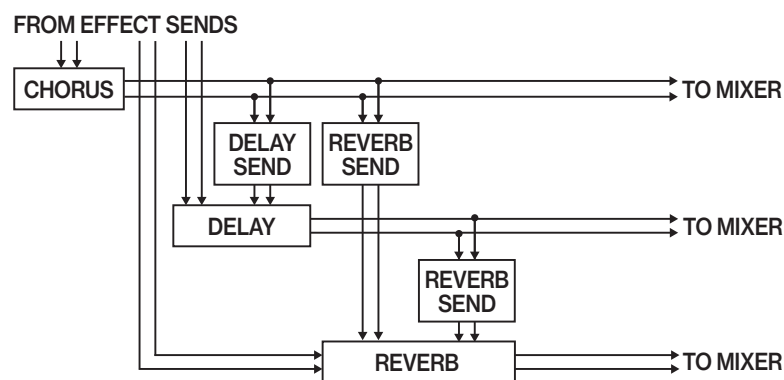 FROM EFFECT SENDS
CHORUS
TO MIXER
DELAY
SEND
REVERB
SEND
DELAY
TO MIXER
REVERB
SEND
REVERB
TO MIXER